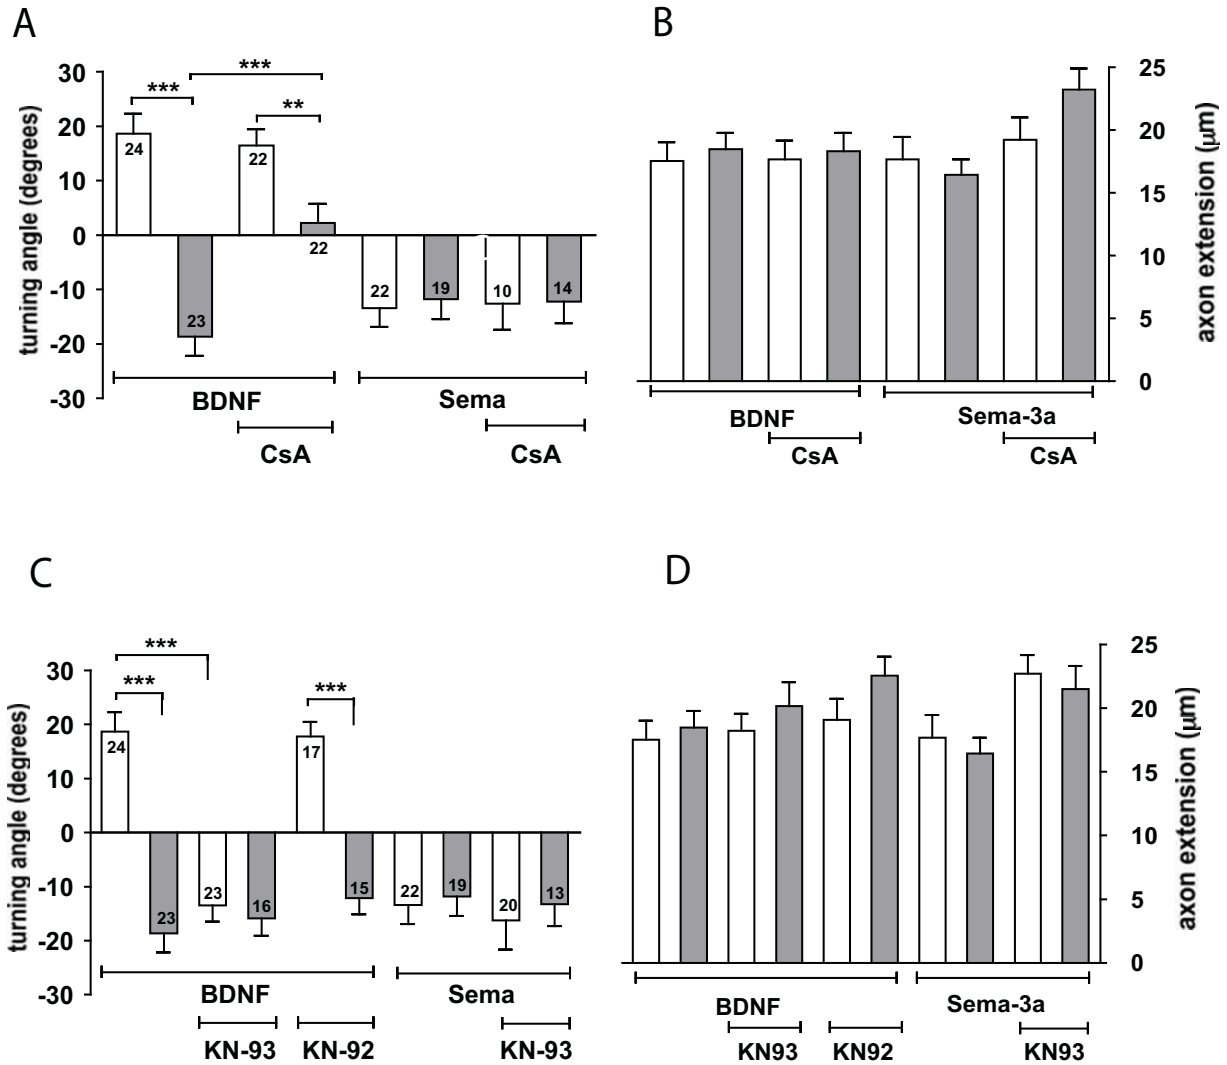 A
turning angle (degrees)
30
20
10
0
-10
-20
-30
***
***
**
24
23
22
22
22
19
10
14
BDNF
Sema
CsA
CsA
B
25
20
15
10
5
0
axon extension (µm)
BDNF
Sema-3a
CsA
CsA
C
turning angle (degrees)
30
20
10
0
-10
-20
-30
***
***
***
24
23
23
16
17
15
22
19
20
13
BDNF
Sema
KN-93
KN-92
KN-93
D
25
20
15
10
5
0
axon extension (µm)
BDNF
Sema-3a
KN93
KN92
KN93